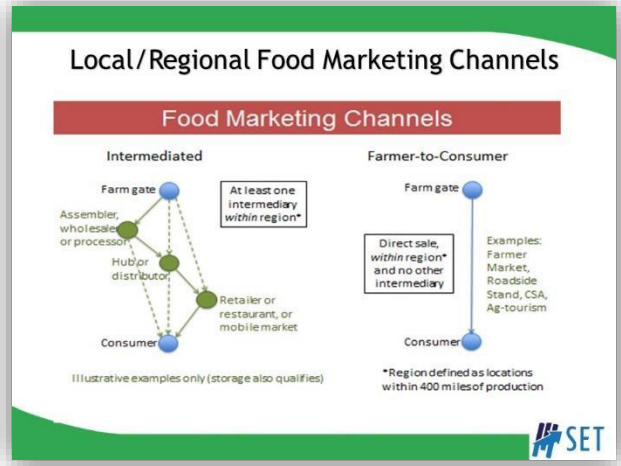 Local/Regional Food Marketing Channels
Food Marketing Channels
Intermediated
Farm gate
At least one
intermediary
within region*
Assembler,
wholesaler
or processor
Hub or
distributor
Retailer or
restaurant, or
mobile market
Consumer
Illustrative examples only (storage also qualifies)
Farmer-to-Consumer
Farm gate
Direct sale,
within region*
and no other
intermediary
Examples:
Farmer
Market,
Roadside
Stand, CSA,
Ag-tourism
Consumer
*Region defined as locations
within 400 miles of production
SET